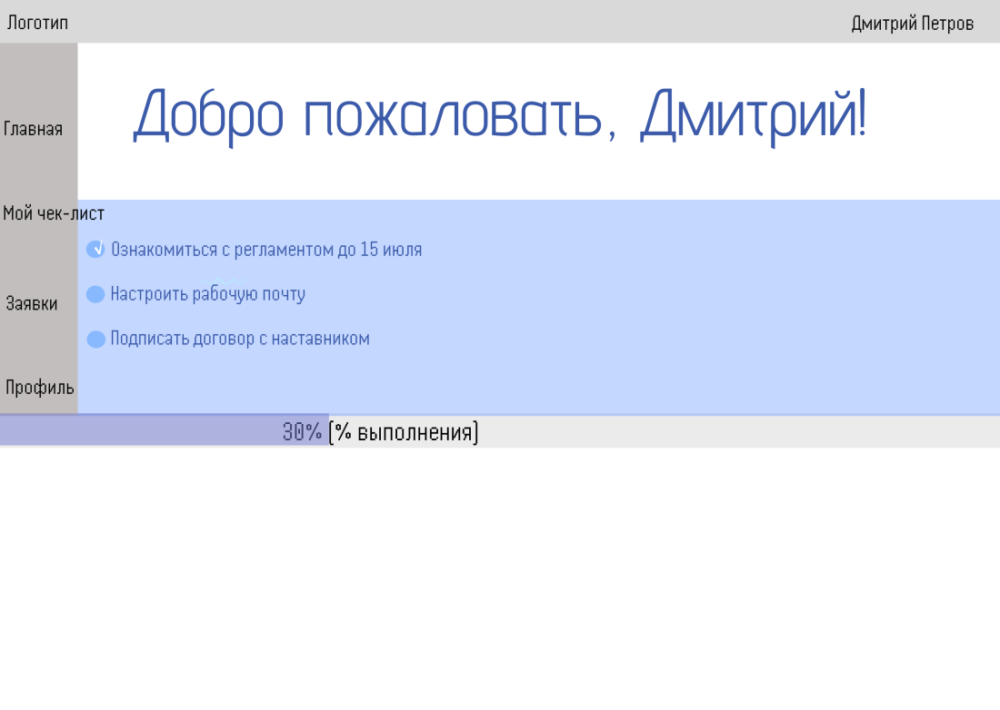 Логотип
Дмитрий Петров
Добро пожаловать, Дмитрий!
Главная
Мой чек-лист
Ознакомиться с регламентом до 15 июля
Настроить рабочую почту
Заявки
Подписать договор с наставником
Профиль
30% (% выполнения)